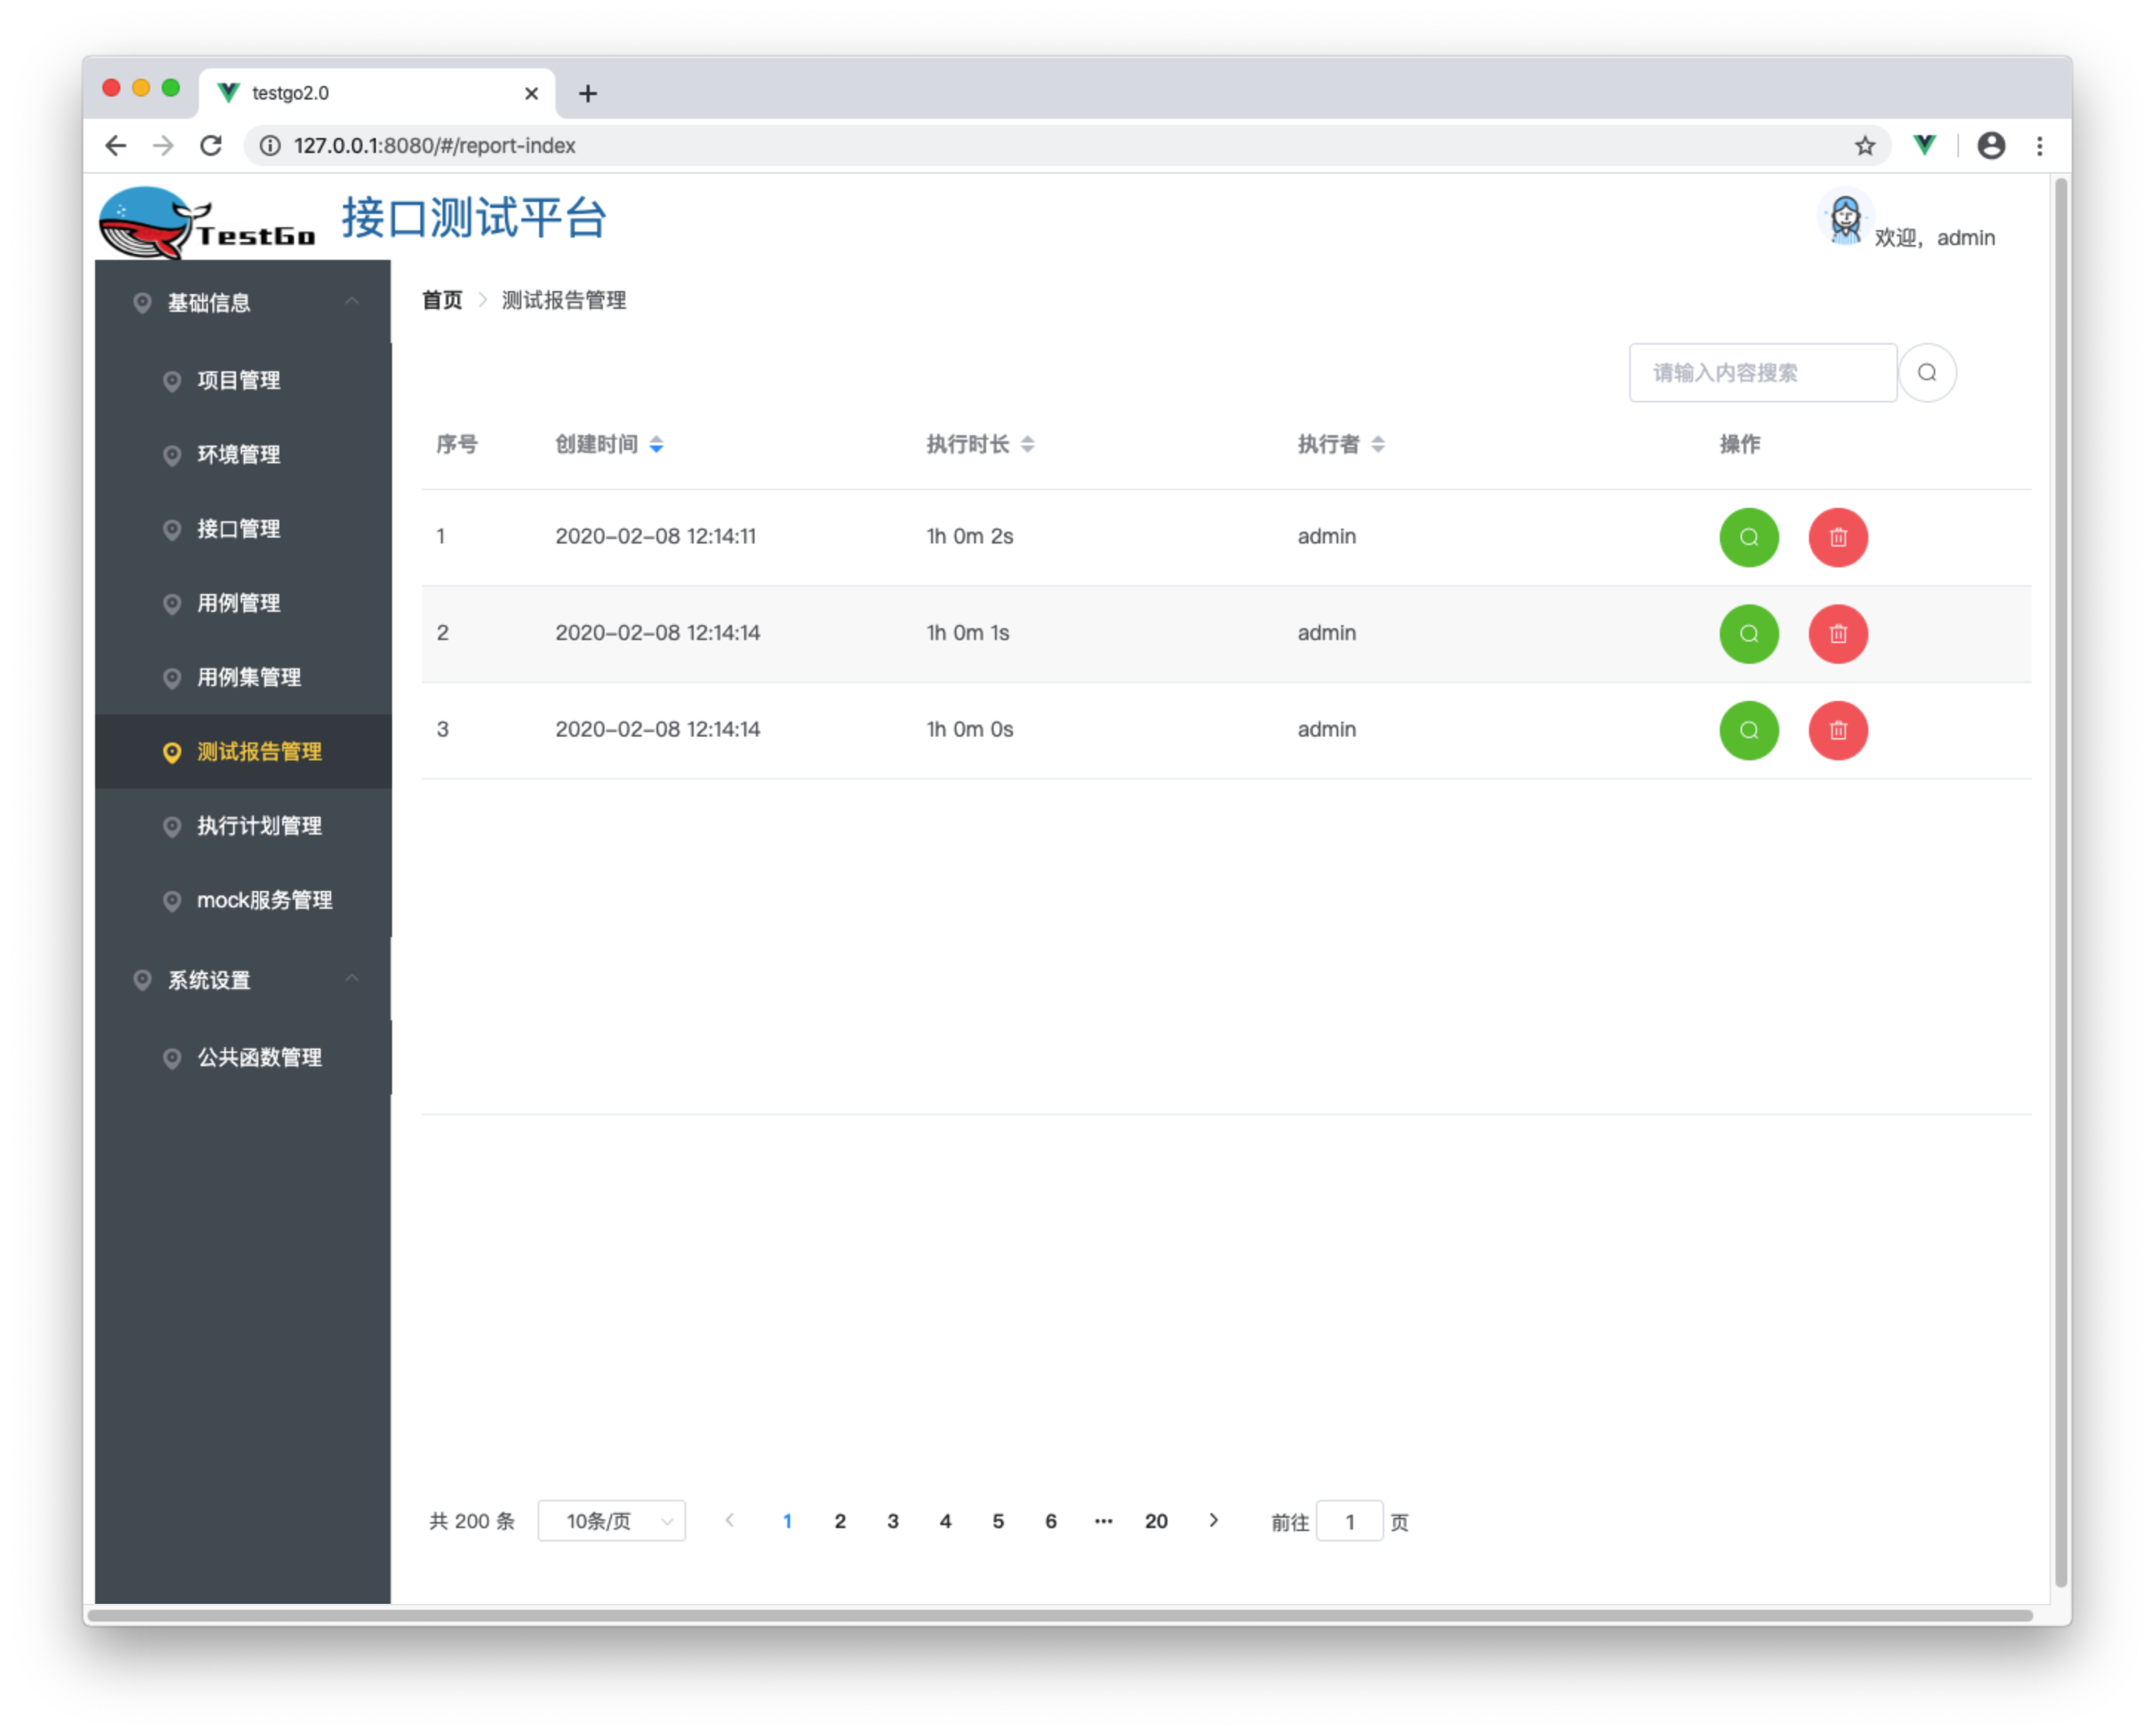 testgo2.0
127.0.0.1:8080/#/report-index
TestGo 接口测试平台
欢迎，admin
基础信息
项目管理
环境管理
接口管理
用例管理
用例集管理
测试报告管理
执行计划管理
mock服务管理
系统设置
公共函数管理
首页 测试报告管理
请输入内容搜索
序号 创建时间 执行时长 执行者 操作
1 2020-02-08 12:14:11 1h 0m 2s admin
2 2020-02-08 12:14:14 1h 0m 1s admin
3 2020-02-08 12:14:14 1h 0m 0s admin
共 200 条 10条/页 1 2 3 4 5 6 ... 20 前往 1 页